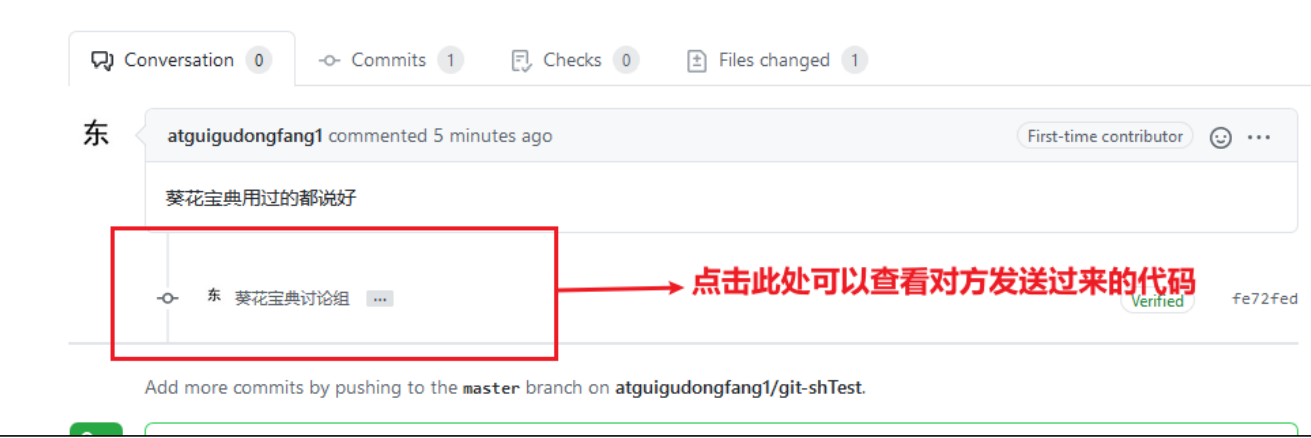 Conversation 0 Commits 1 Checks 0 Files changed 1
东
atguigudongfang1 commented 5 minutes ago First-time contributor ...
葵花宝典用过的都说好
点击此处可以查看对方发送过来的代码
东 葵花宝典讨论组 ... Verified fe72fed
Add more commits by pushing to the master branch on atguigudongfang1/git-shTest.